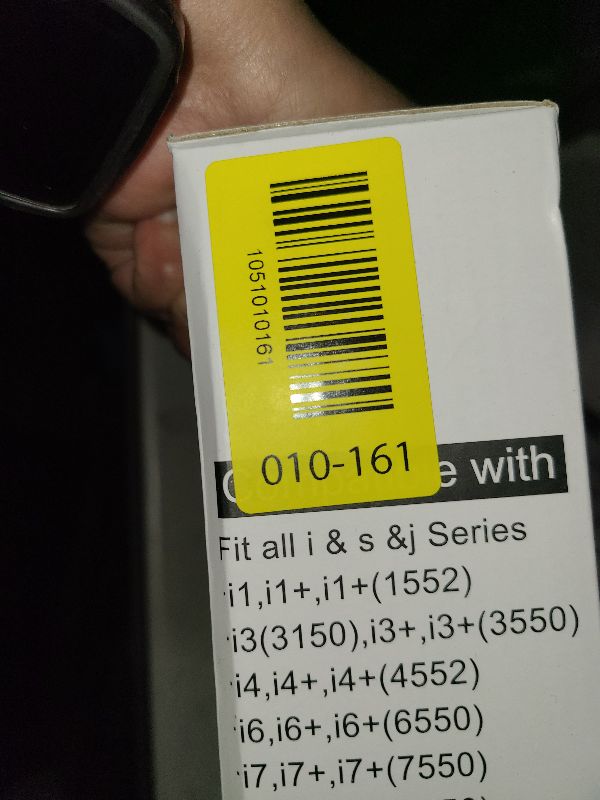 1051010161
010-161
with
Fit all i & s &j Series
·i1,i1+,i1+(1552)
·i3(3150),i3+,i3+(3550)
·i4,i4+,i4+(4552)
·i6,i6+,i6+(6550)
·i7,i7+,i7+(7550)